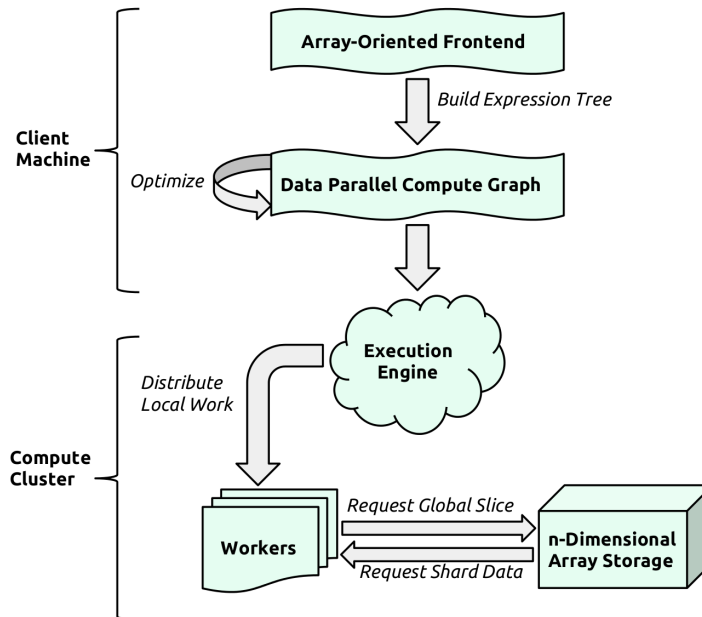 Array-Oriented Frontend
Build Expression Tree
Client
Machine
Optimize
Data Parallel Compute Graph
Execution
Engine
Distribute
Local Work
Compute
Cluster
Request Global Slice
Workers
n-Dimensional
Array Storage
Request Shard Data